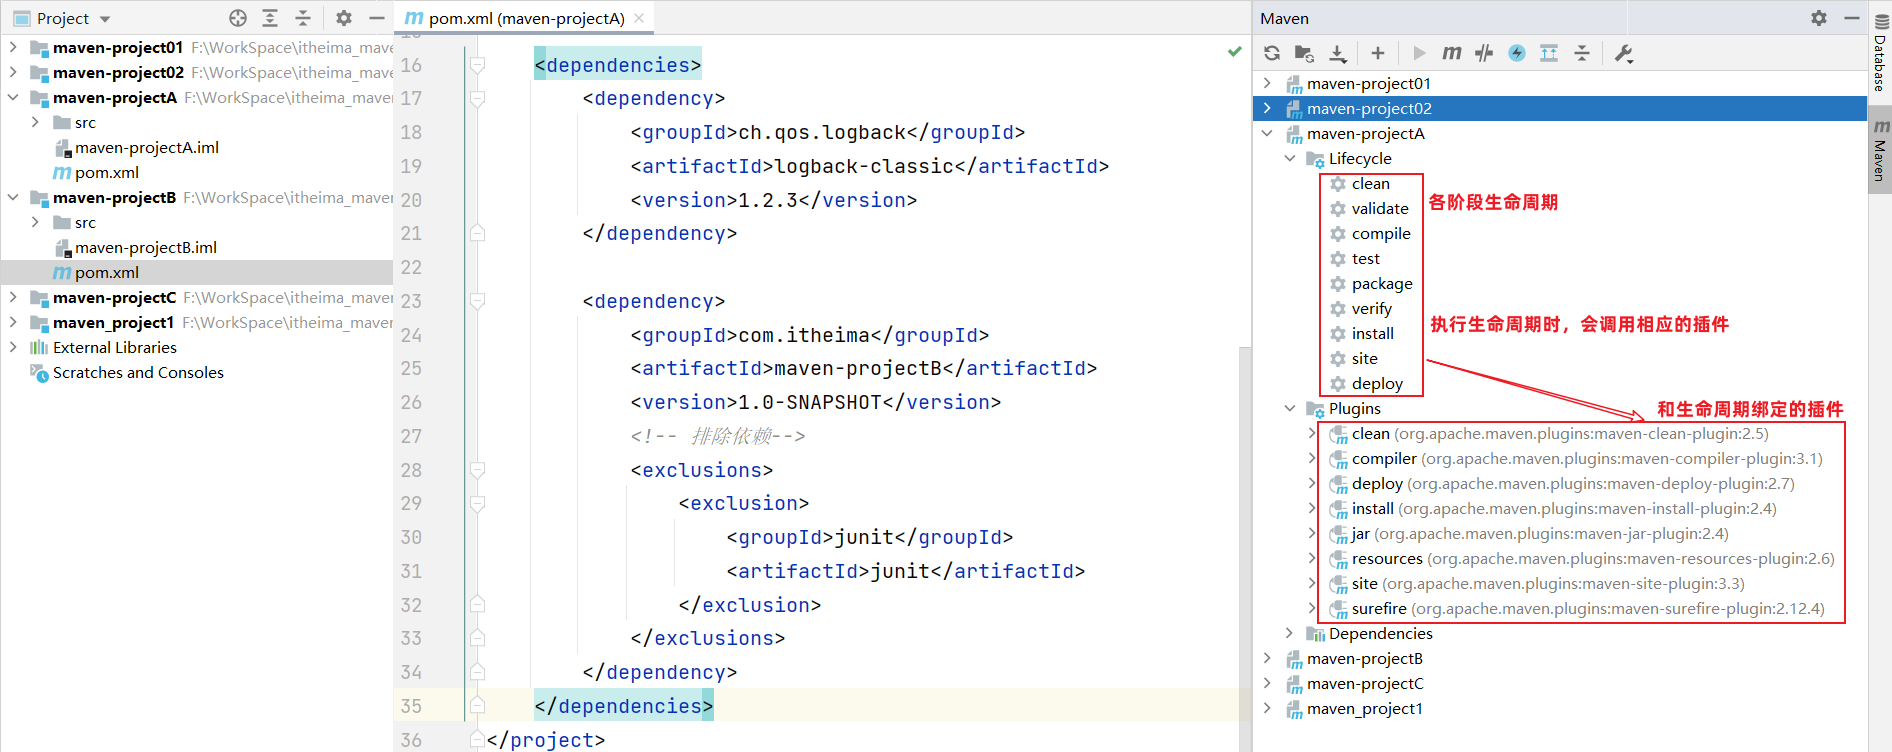 Project
maven-project01 F:\WorkSpace\itheima_maven
maven-project02 F:\WorkSpace\itheima_maven
maven-projectA F:\WorkSpace\itheima_maven
src
maven-projectA.iml
pom.xml
maven-projectB F:\WorkSpace\itheima_maven
src
maven-projectB.iml
pom.xml
maven-projectC F:\WorkSpace\itheima_maven
maven_project1 F:\WorkSpace\itheima_maven
External Libraries
Scratches and Consoles
pom.xml (maven-projectA)
16 <dependencies>
17 <dependency>
18 <groupId>ch.qos.logback</groupId>
19 <artifactId>logback-classic</artifactId>
20 <version>1.2.3</version>
21 </dependency>
22
23 <dependency>
24 <groupId>com.itheima</groupId>
25 <artifactId>maven-projectB</artifactId>
26 <version>1.0-SNAPSHOT</version>
27 <!-- 排除依赖-->
28 <exclusions>
29 <exclusion>
30 <groupId>junit</groupId>
31 <artifactId>junit</artifactId>
32 </exclusion>
33 </exclusions>
34 </dependency>
35 </dependencies>
36 </project>
Maven
maven-project01
maven-project02
maven-projectA
Lifecycle
clean
validate
compile
test
package
verify
install
site
deploy
各阶段生命周期
执行生命周期时，会调用相应的插件
和生命周期绑定的插件
Plugins
clean (org.apache.maven.plugins:maven-clean-plugin:2.5)
compiler (org.apache.maven.plugins:maven-compiler-plugin:3.1)
deploy (org.apache.maven.plugins:maven-deploy-plugin:2.7)
install (org.apache.maven.plugins:maven-install-plugin:2.4)
jar (org.apache.maven.plugins:maven-jar-plugin:2.4)
resources (org.apache.maven.plugins:maven-resources-plugin:2.6)
site (org.apache.maven.plugins:maven-site-plugin:3.3)
surefire (org.apache.maven.plugins:maven-surefire-plugin:2.12.4)
Dependencies
maven-projectB
maven-projectC
maven_project1
Database
Maven